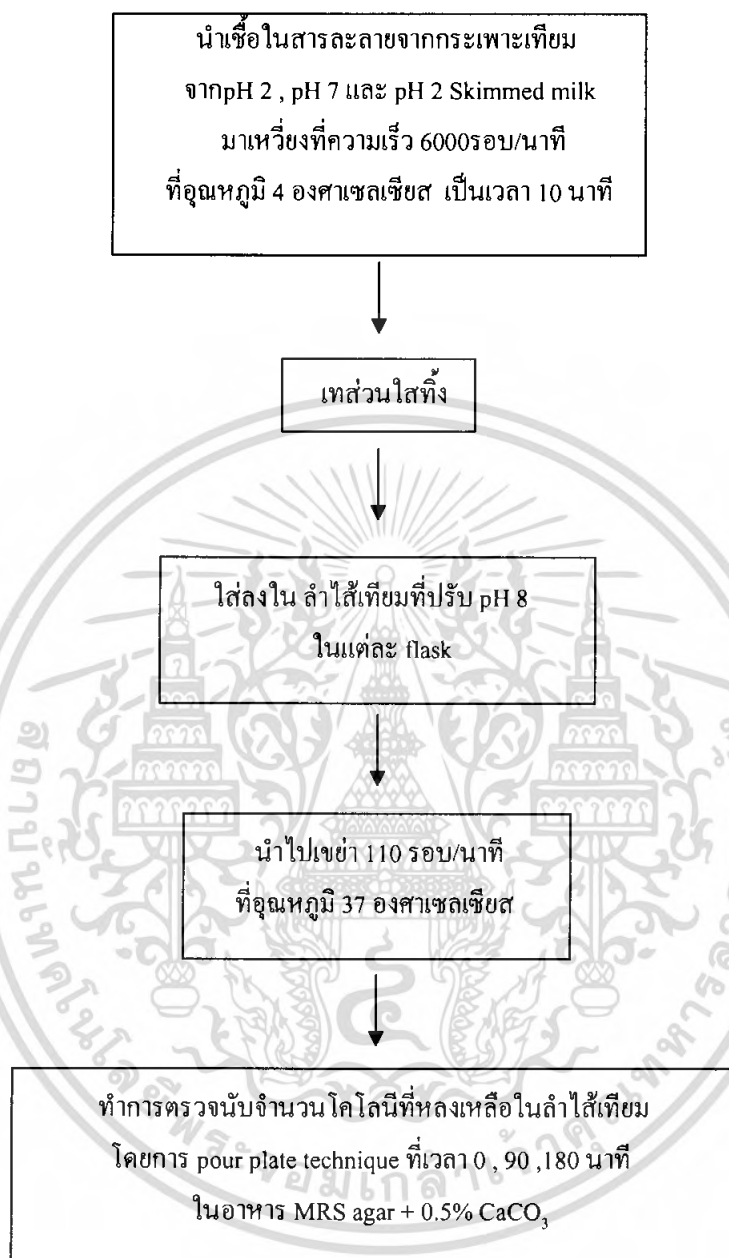 นำเชื้อในสารละลายจากกระเพาะเทียม
จากpH 2 , pH 7 และ pH 2 Skimmed milk
มาเหวี่ยงที่ความเร็ว 6000รอบ/นาที
ที่อุณหภูมิ 4 องศาเซลเซียส เป็นเวลา 10 นาที
เทส่วนใสทิ้ง
ใส่ลงใน ลำไส้เทียมที่ปรับ pH 8
ในแต่ละ flask
นำไปเขย่า 110 รอบ/นาที
ที่อุณหภูมิ 37 องศาเซลเซียส
ทำการตรวจนับจำนวนโคโลนีที่หลงเหลือในลำไส้เทียม
โดยการ pour plate technique ที่เวลา 0 , 90 ,180 นาที
ในอาหาร MRS agar + 0.5% CaCO₃